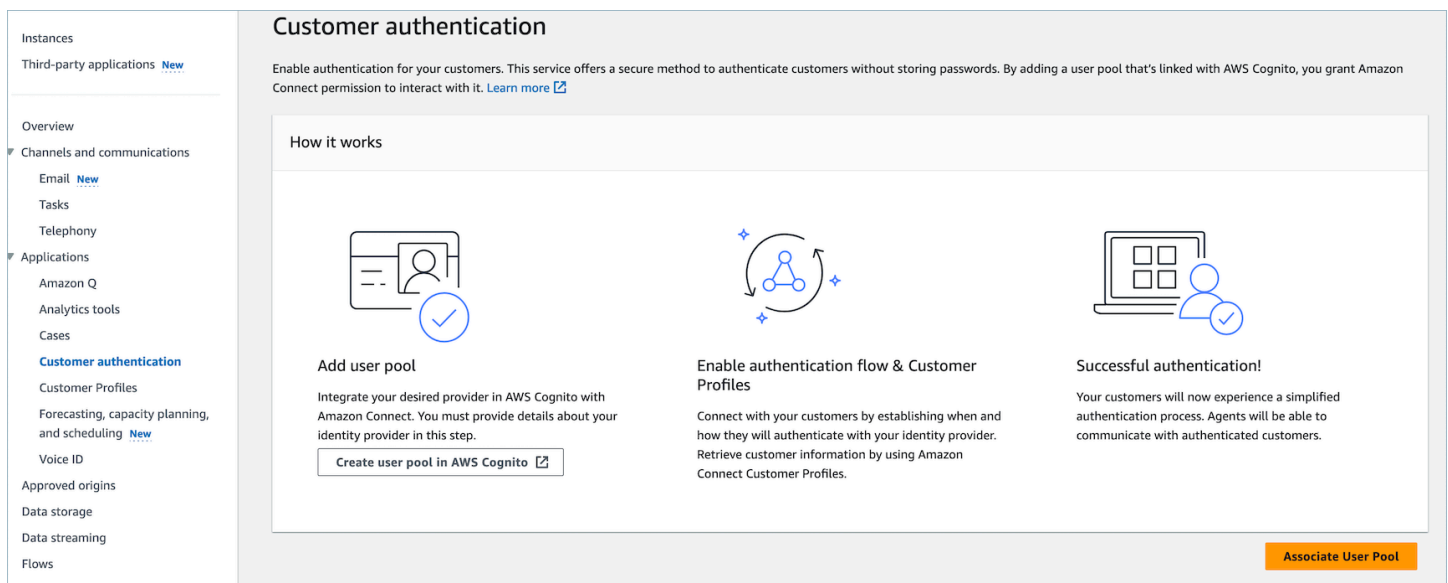 Instances
Third-party applications New
Overview
Channels and communications
Email New
Tasks
Telephony
Applications
Amazon Q
Analytics tools
Cases
Customer authentication
Customer Profiles
Forecasting, capacity planning,
and scheduling New
Voice ID
Approved origins
Data storage
Data streaming
Flows
Customer authentication
Enable authentication for your customers. This service offers a secure method to authenticate customers without storing passwords. By adding a user pool that's linked with AWS Cognito, you grant Amazon
Connect permission to interact with it. Learn more
How it works
Add user pool
Integrate your desired provider in AWS Cognito with
Amazon Connect. You must provide details about your
identity provider in this step.
Create user pool in AWS Cognito
Enable authentication flow & Customer
Profiles
Connect with your customers by establishing when and
how they will authenticate with your identity provider.
Retrieve customer information by using Amazon
Connect Customer Profiles.
Successful authentication!
Your customers will now experience a simplified
authentication process. Agents will be able to
communicate with authenticated customers.
Associate User Pool